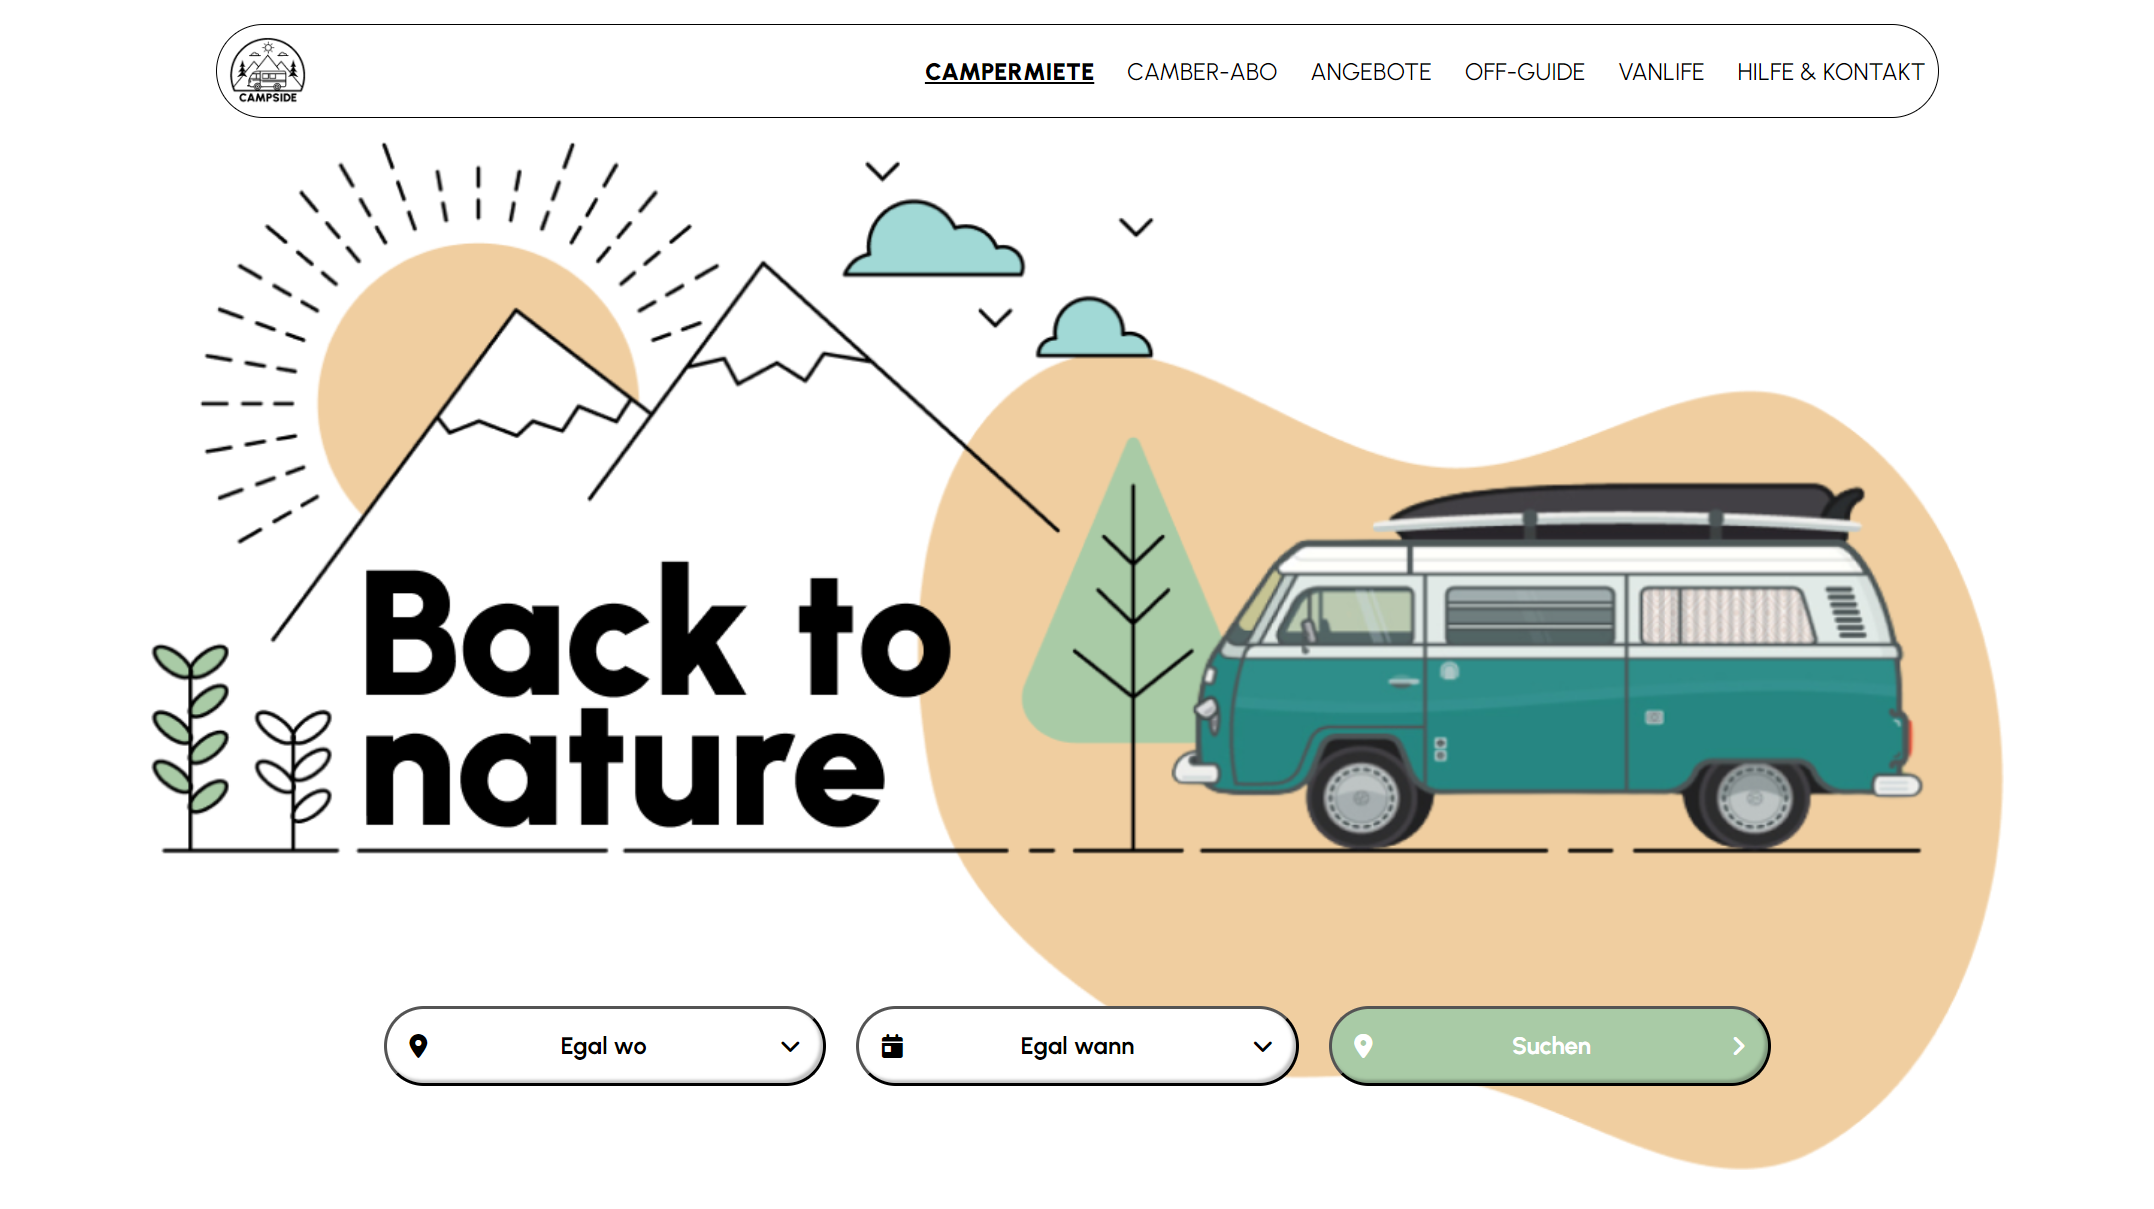 CAMPSIDE
CAMPERMIETE CAMBER-ABO ANGEBOTE OFF-GUIDE VANLIFE HILFE & KONTAKT
Back to
nature
Egal wo Egal wann Suchen